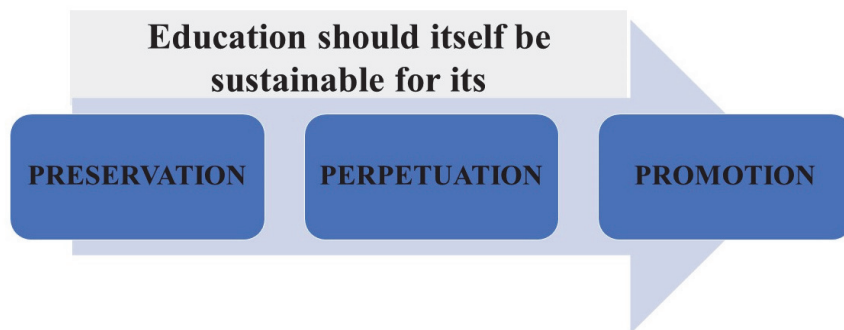 Education should itself be
sustainable for its
PRESERVATION
PERPETUATION
PROMOTION